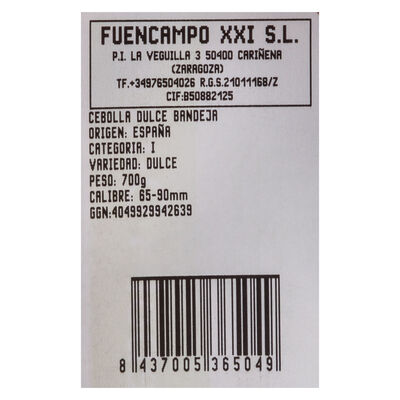 FUENCAMPO XXI S.L.
P.I. LA VEGUILLA 3 50400 CARIÑENA
(ZARAGOZA)
TF.+34976504026 R.G.S.21011168/Z
CIF:B50882125
CEBOLLA DULCE BANDEJA
ORIGEN: ESPAÑA
CATEGORIA: I
VARIEDAD: DULCE
PESO: 700g
CALIBRE: 65-90mm
GGN:4049929942639
8 437005 365049